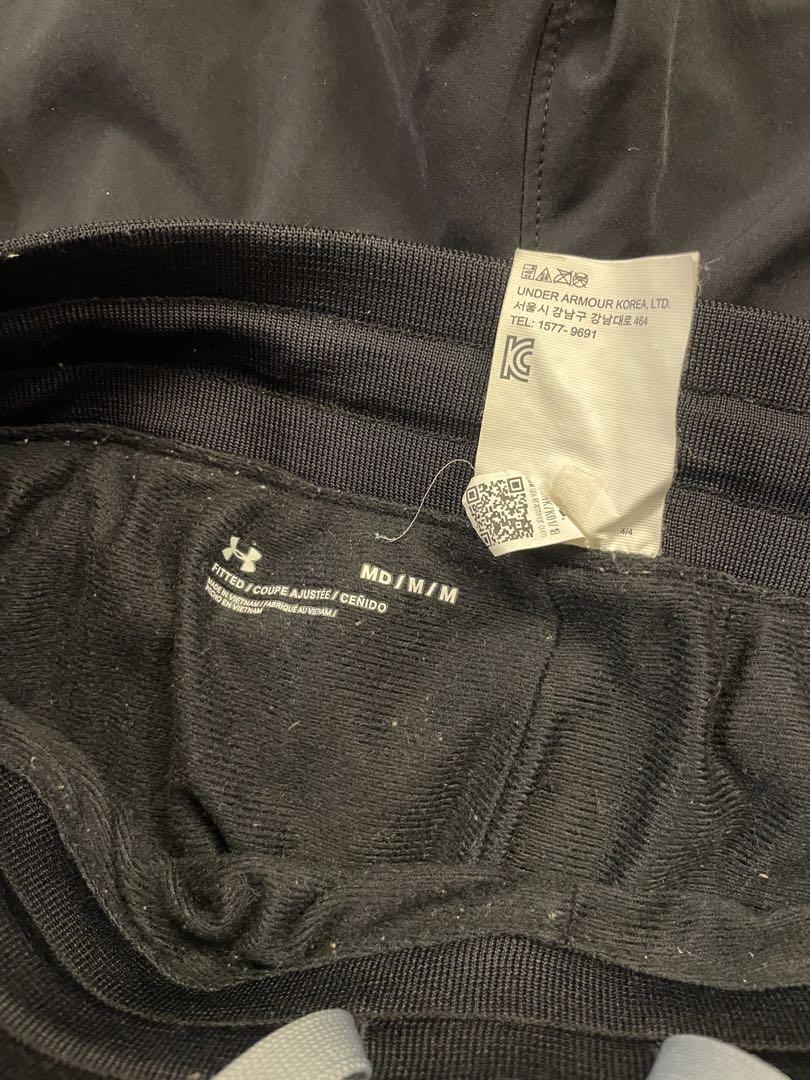 UNDER ARMOUR KOREA, LTD.
서울시 강남구 강남대로 464
TEL: 1577- 9691
4/4
FITTED / COUPE AJUSTÉE / CEÑIDO
MADE IN VIETNAM / FABRIQUÉ AU VIETNAM /
HECHO EN VIETNAM
MD / M / M